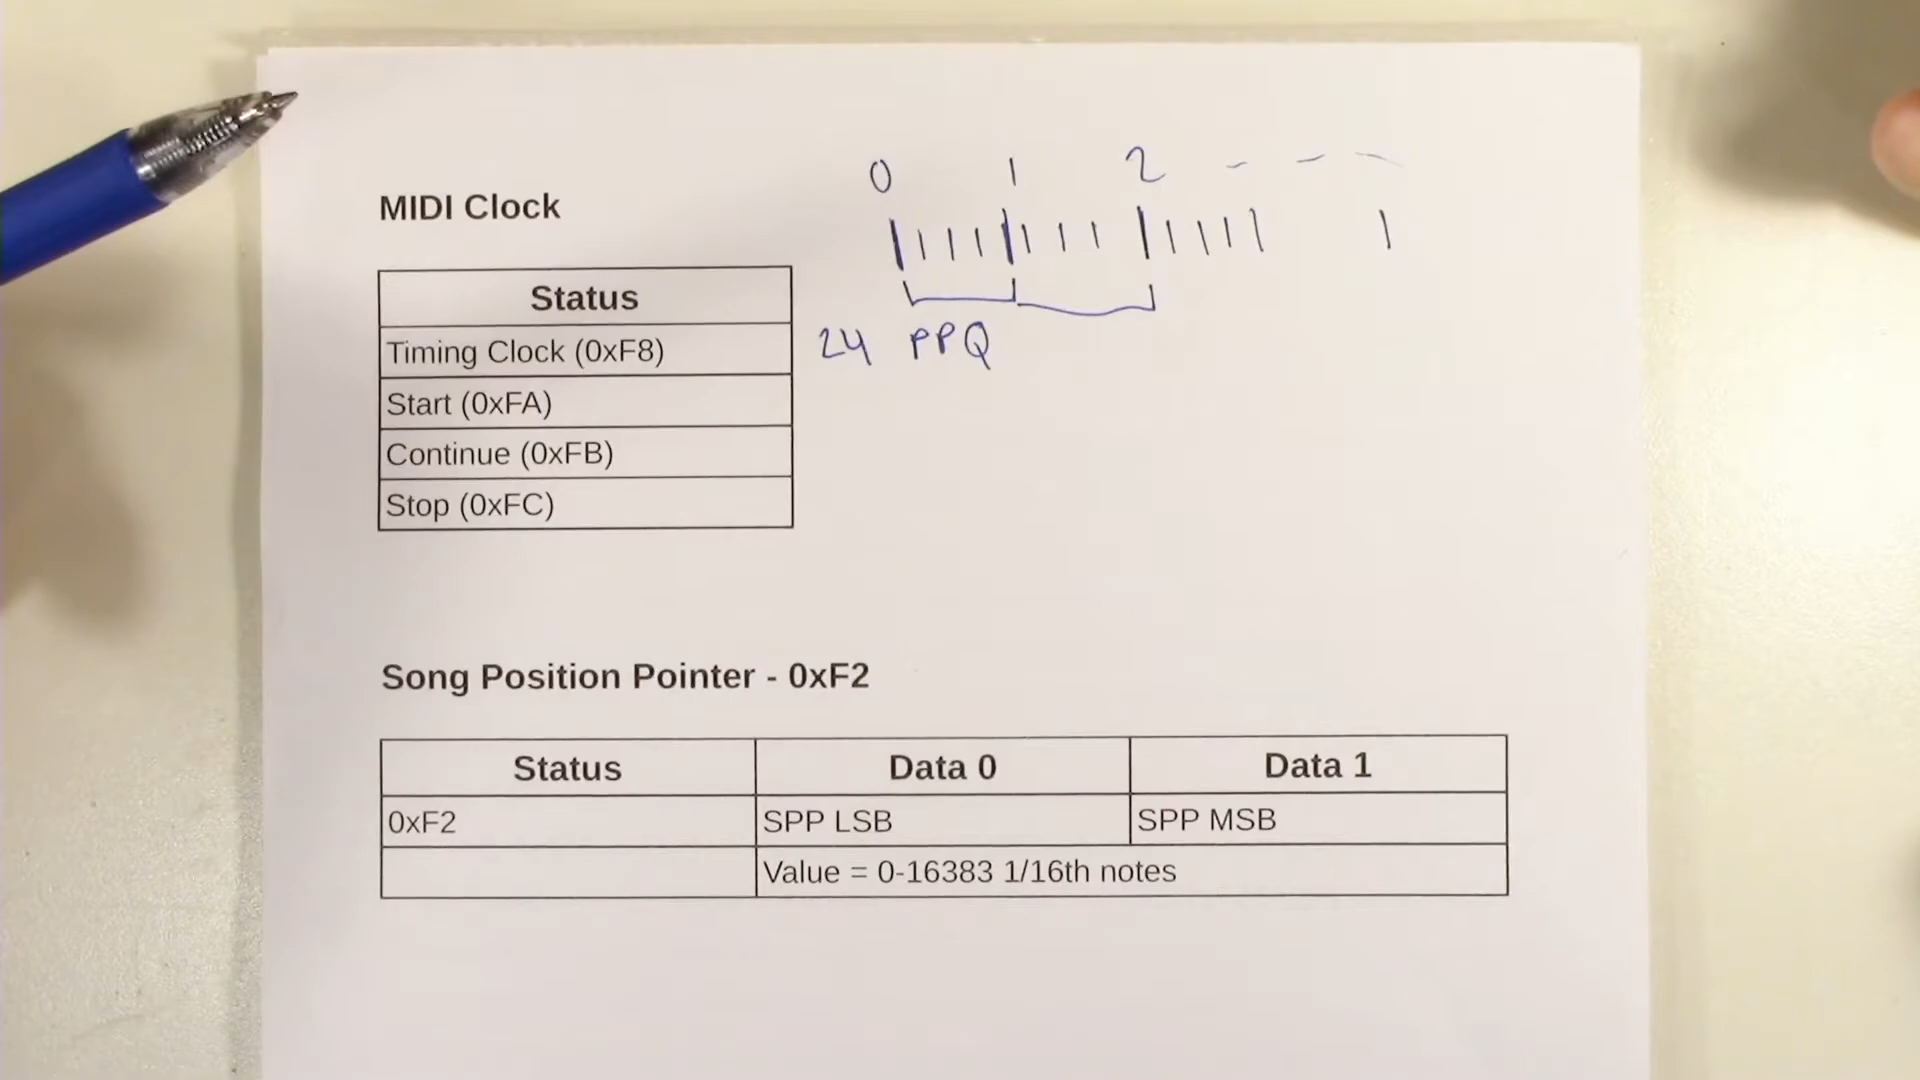 0 1 2 - - -
MIDI Clock
Status
Timing Clock (0xF8)
24 PPQ
Start (0xFA)
Continue (0xFB)
Stop (0xFC)
Song Position Pointer - 0xF2
Status Data 0 Data 1
0xF2 SPP LSB SPP MSB
Value = 0-16383 1/16th notes